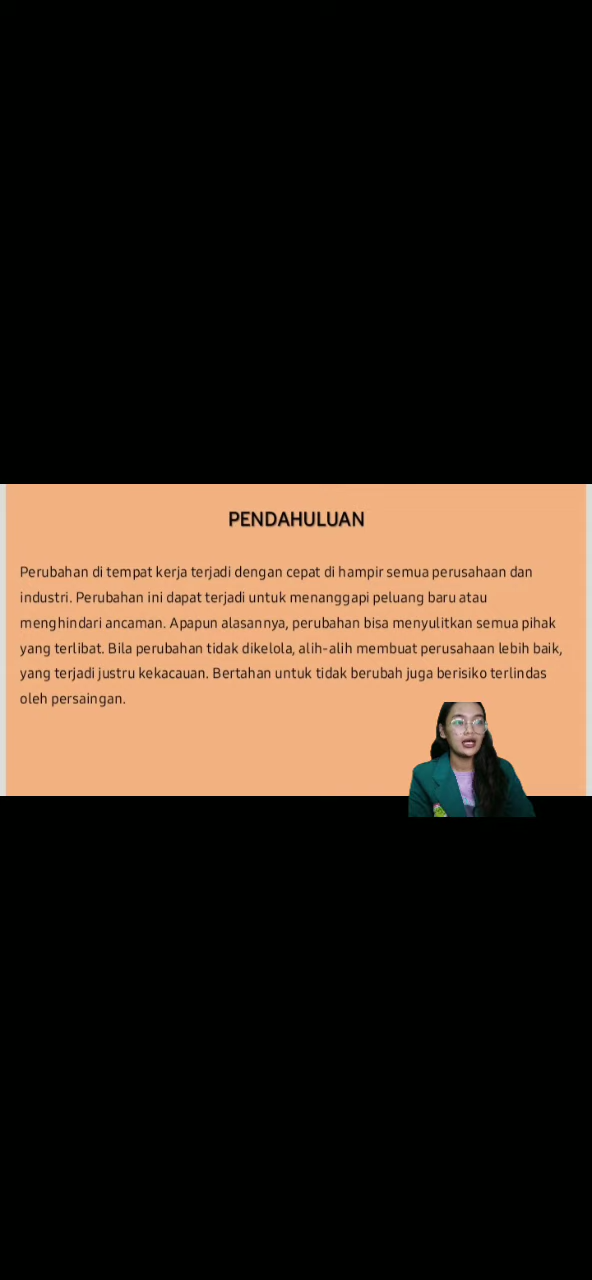 PENDAHULUAN
Perubahan di tempat kerja terjadi dengan cepat di hampir semua perusahaan dan
industri. Perubahan ini dapat terjadi untuk menanggapi peluang baru atau
menghindari ancaman. Apapun alasannya, perubahan bisa menyulitkan semua pihak
yang terlibat. Bila perubahan tidak dikelola, alih-alih membuat perusahaan lebih baik,
yang terjadi justru kekacauan. Bertahan untuk tidak berubah juga berisiko terlindas
oleh persaingan.